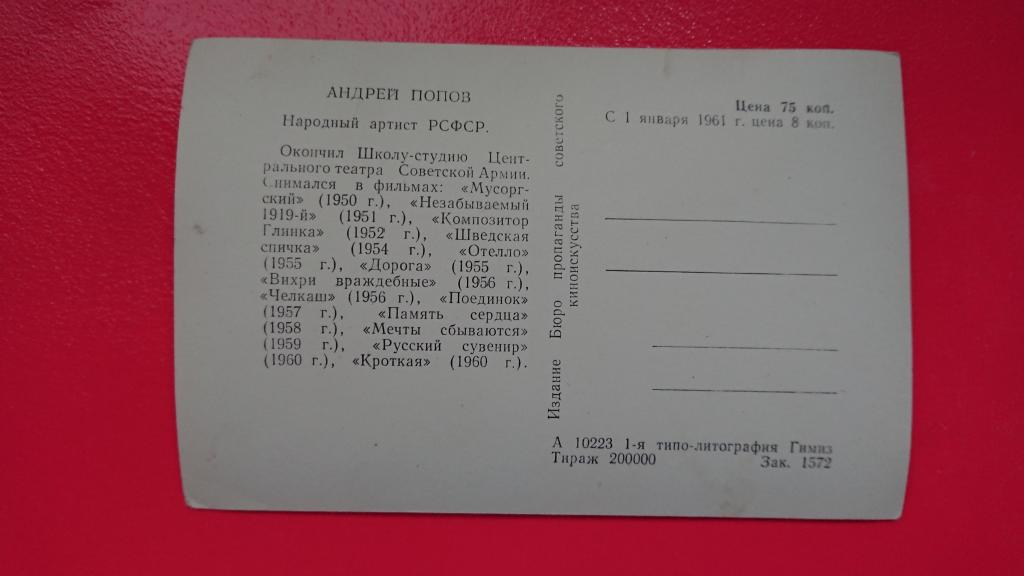 АНДРЕЙ ПОПОВ
Народный артист РСФСР.
Окончил Школу-студию Цент-
рального театра Советской Армии.
Снимался в фильмах: «Мусорг-
ский» (1950 г.), «Незабываемый
1919-й» (1951 г.), «Композитор
Глинка» (1952 г.), «Шведская
спичка» (1954 г.), «Отелло»
(1955 г.), «Дорога» (1955 г.),
«Вихри враждебные» (1956 г.),
«Челкаш» (1956 г.), «Поединок»
(1957 г.), «Память сердца»
(1958 г.), «Мечты сбываются»
(1959 г.), «Русский сувенир»
(1960 г.), «Кроткая» (1960 г.).
Издание Бюро пропаганды советского
киноискусства
Цена 75 коп.
С 1 января 1961 г. цена 8 коп.
А 10223 1-я типо-литография Гимиз
Тираж 200000 Зак. 1572